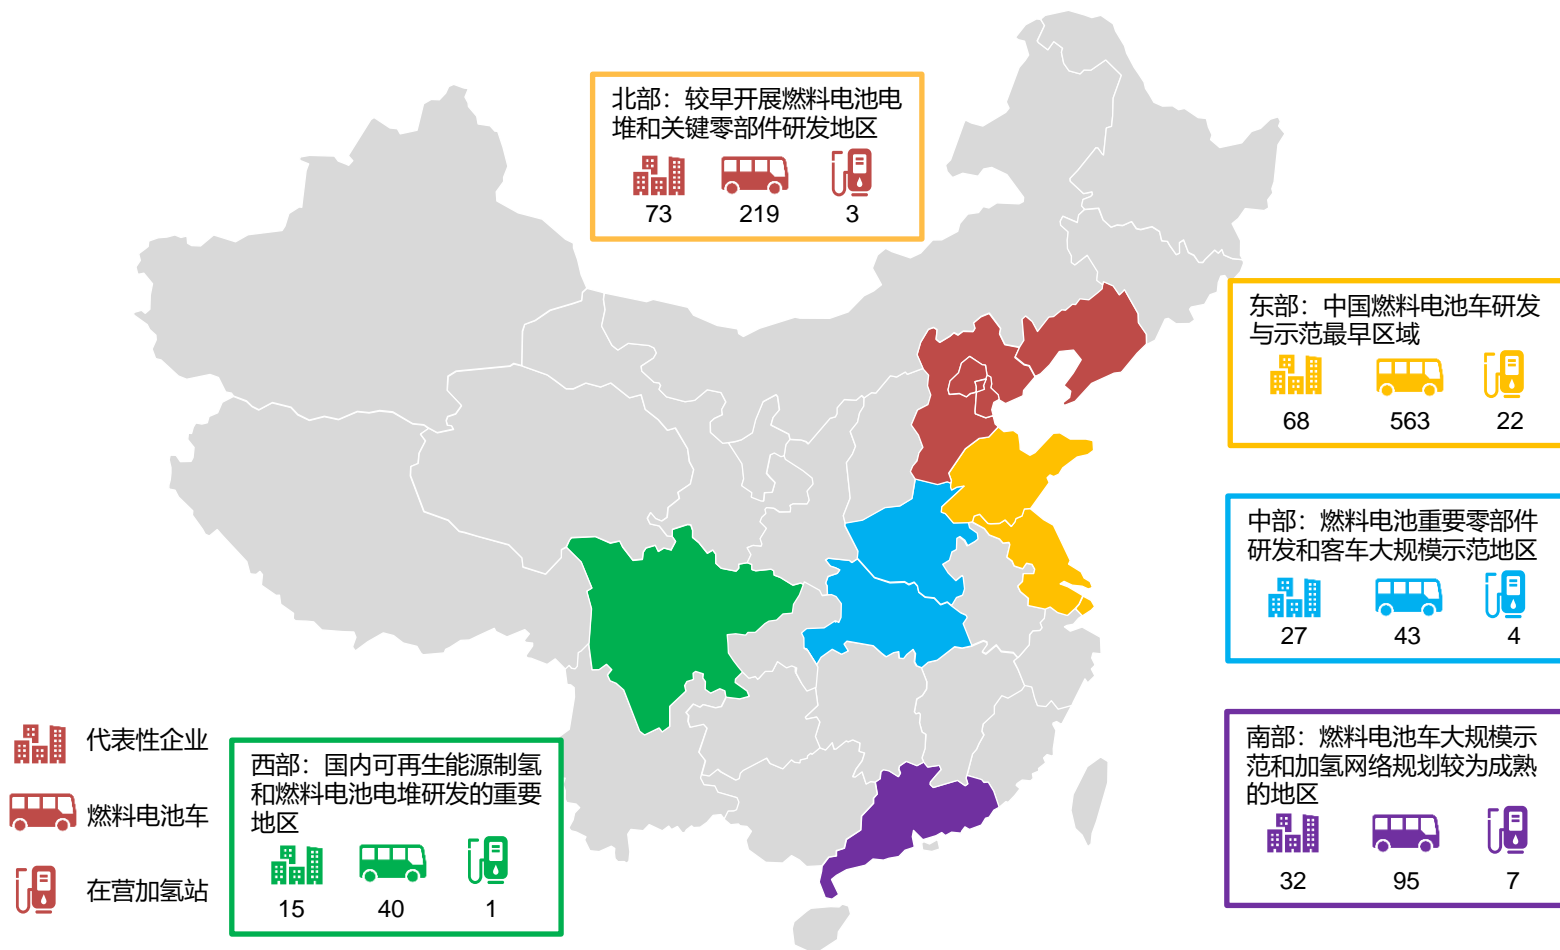 北部：较早开展燃料电池电
堆和关键零部件研发地区
73 219 3
东部：中国燃料电池车研发
与示范最早区域
68 563 22
中部：燃料电池重要零部件
研发和客车大规模示范地区
27 43 4
南部：燃料电池车大规模示
范和加氢网络规划较为成熟
的地区
32 95 7
西部：国内可再生能源制氢
和燃料电池电堆研发的重要
地区
15 40 1
代表性企业
燃料电池车
在营加氢站